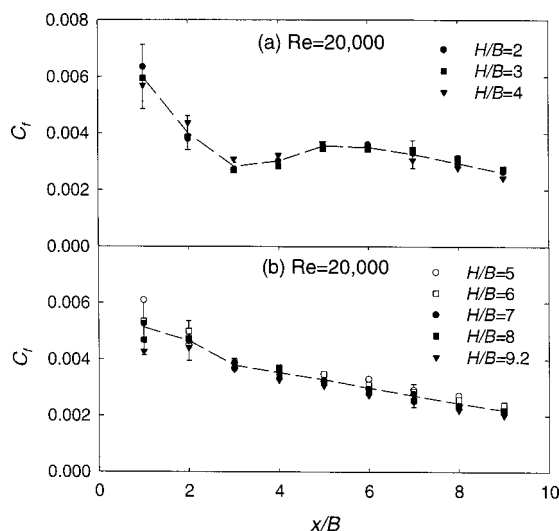 0.008
(a) Re=20,000
H/B=2
H/B=3
H/B=4
0.006
C_f
0.004
0.002
0.000
(b) Re=20,000
H/B=5
H/B=6
H/B=7
H/B=8
H/B=9.2
0.006
C_f
0.004
0.002
0.000
0 2 4 6 8 10
x/B